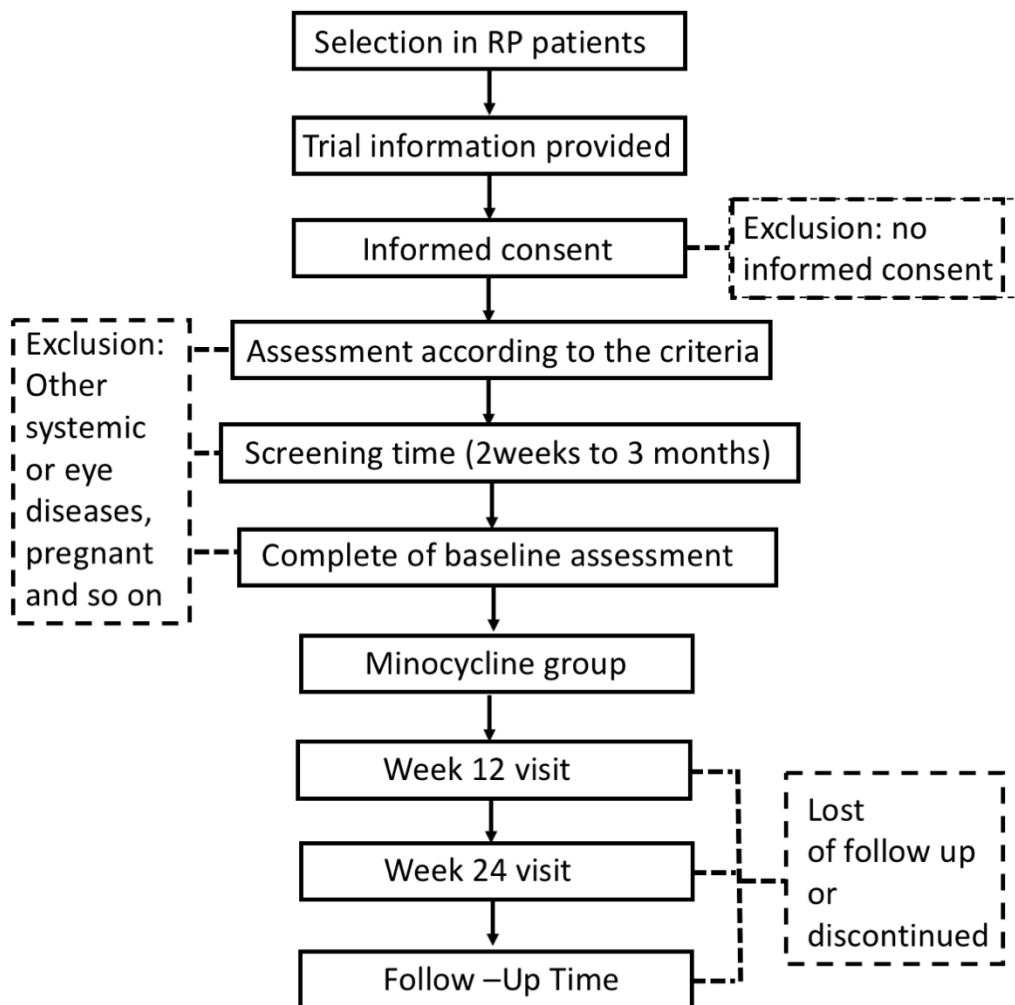 Selection in RP patients
Trial information provided
Informed consent
Exclusion: no
informed consent
Exclusion:
Other
systemic
or eye
diseases,
pregnant
and so on
Assessment according to the criteria
Screening time (2weeks to 3 months)
Complete of baseline assessment
Minocycline group
Week 12 visit
Week 24 visit
Lost
of follow up
or
discontinued
Follow –Up Time